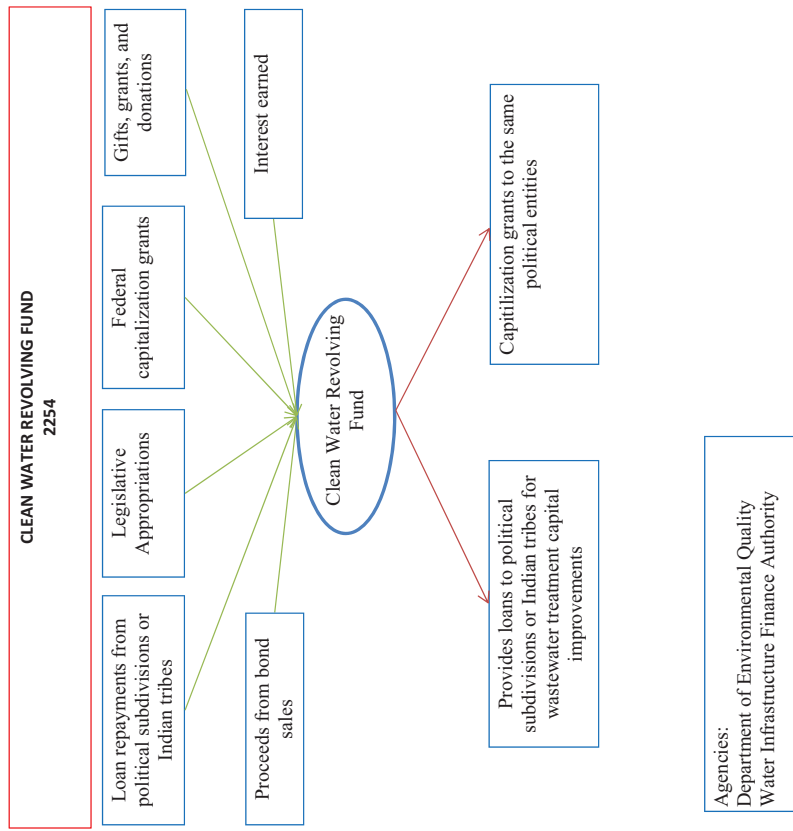 CLEAN WATER REVOLVING FUND
2254
Loan repayments from
political subdivisions or
Indian tribes
Legislative
Appropriations
Federal
capitalization grants
Gifts, grants, and
donations
Proceeds from bond
sales
Interest earned
Clean Water Revolving
Fund
Provides loans to political
subdivisions or Indian tribes for
wastewater treatment capital
improvements
Capitilization grants to the same
political entities
Agencies:
Department of Environmental Quality
Water Infrastructure Finance Authority